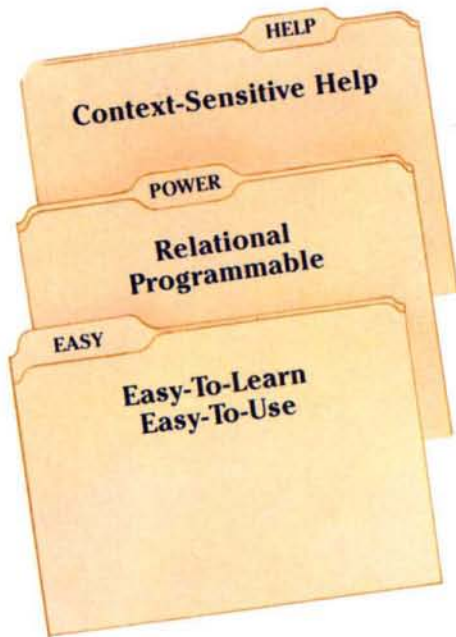 HELP
Context-Sensitive Help
POWER
Relational
Programmable
EASY
Easy-To-Learn
Easy-To-Use